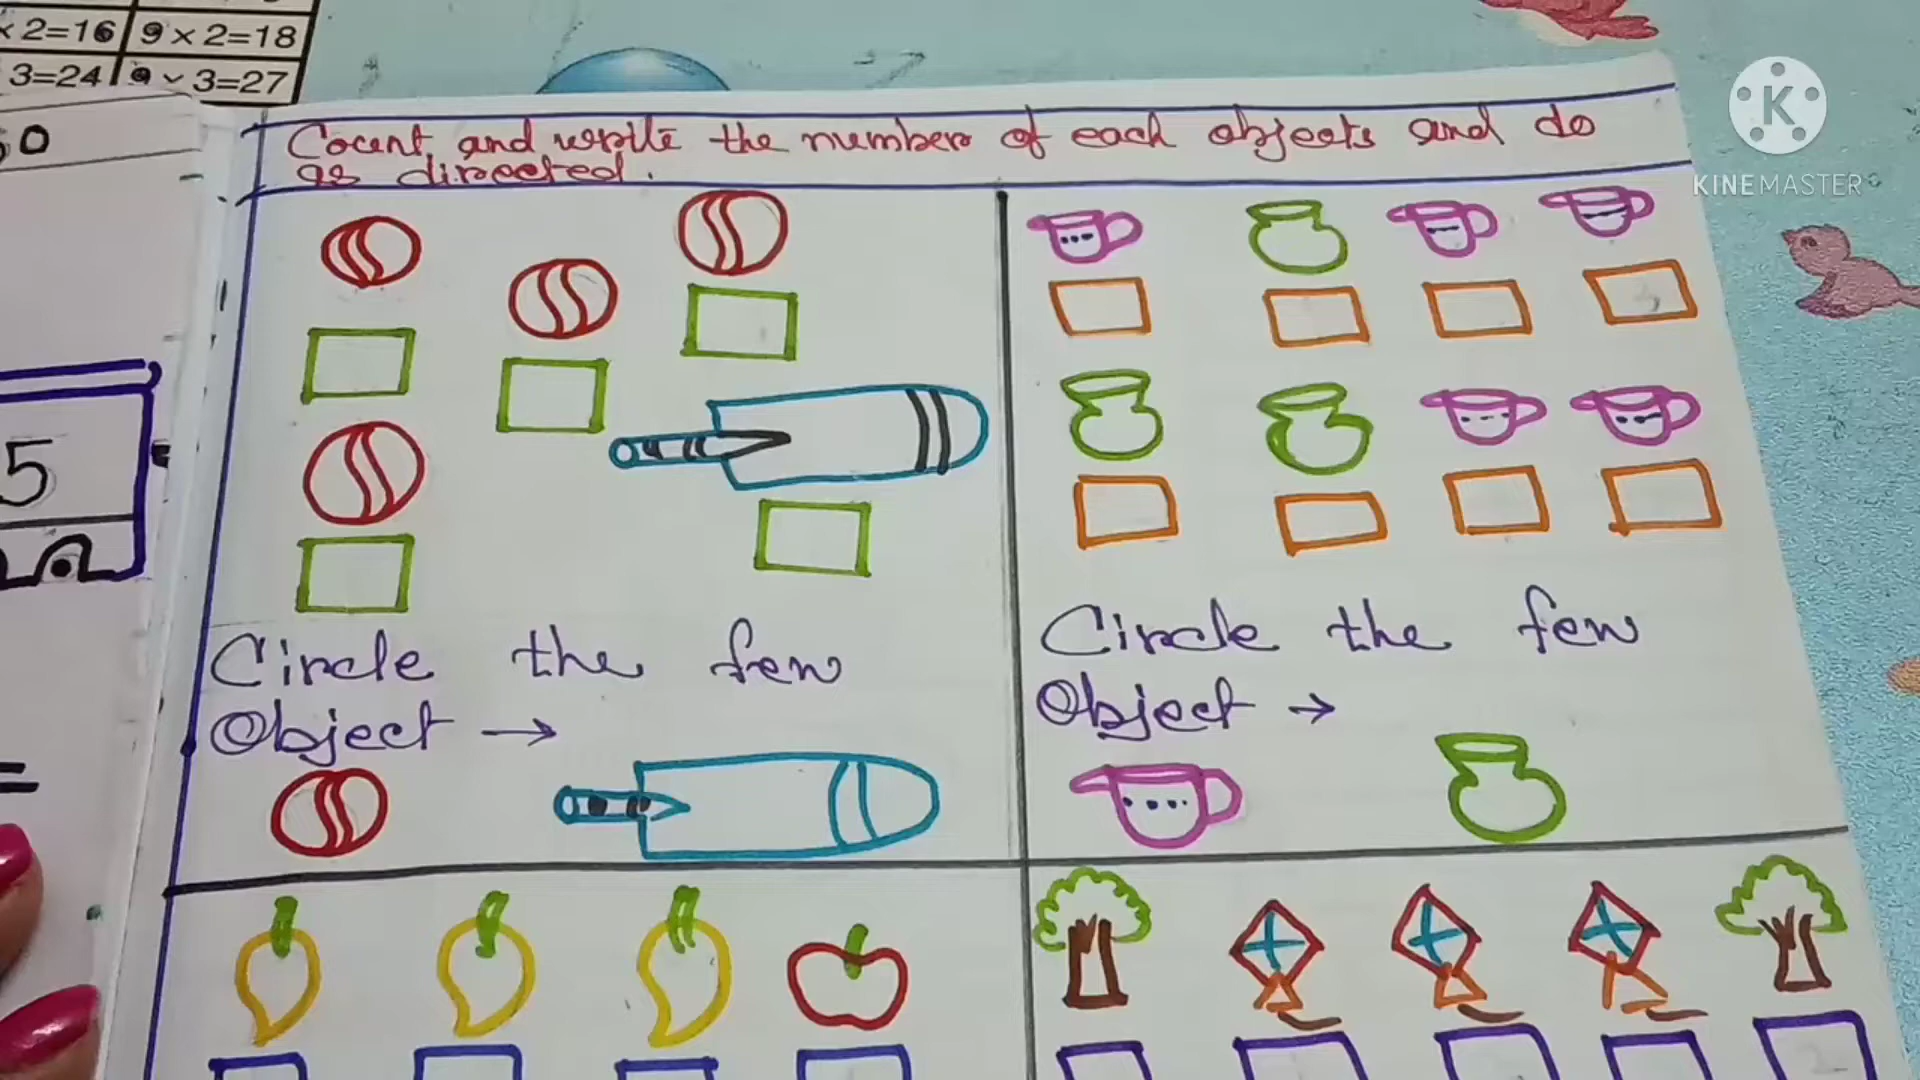 × 2=16 9 × 2=18
3=24 9 × 3=27
0
5
=
Count and write the number of each objects and do
as directed.
Circle the few
Object →
Circle the few
Object →
K
KINEMASTER